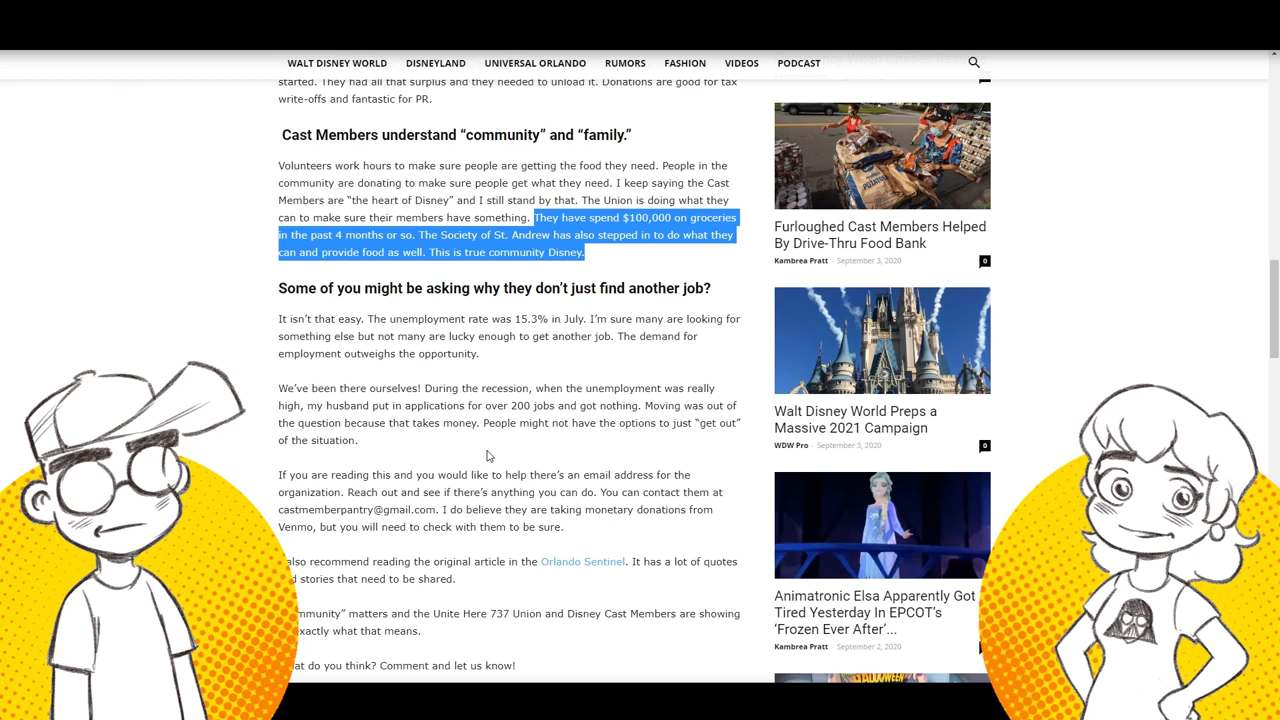 WALT DISNEY WORLD DISNEYLAND UNIVERSAL ORLANDO RUMORS FASHION VIDEOS PODCAST
started. They had all that surplus and they needed to unload it. Donations are good for tax
write-offs and fantastic for PR.
Cast Members understand “community” and “family.”
Volunteers work hours to make sure people are getting the food they need. People in the
community are donating to make sure people get what they need. I keep saying the Cast
Members are “the heart of Disney” and I still stand by that. The Union is doing what they
can to make sure their members have something. They have spend $100,000 on groceries
in the past 4 months or so. The Society of St. Andrew has also stepped in to do what they
can and provide food as well. This is true community Disney.
Some of you might be asking why they don’t just find another job?
It isn’t that easy. The unemployment rate was 15.3% in July. I’m sure many are looking for
something else but not many are lucky enough to get another job. The demand for
employment outweighs the opportunity.
We’ve been there ourselves! During the recession, when the unemployment was really
high, my husband put in applications for over 200 jobs and got nothing. Moving was out of
the question because that takes money. People might not have the options to just “get out”
of the situation.
If you are reading this and you would like to help there’s an email address for the
organization. Reach out and see if there’s anything you can do. You can contact them at
castmemberpantry@gmail.com. I do believe they are taking monetary donations from
Venmo, but you will need to check with them to be sure.
also recommend reading the original article in the Orlando Sentinel. It has a lot of quotes
stories that need to be shared.
matters and the Unite Here 737 Union and Disney Cast Members are showing
exactly what that means.
do you think? Comment and let us know!
POTATO
Furloughed Cast Members Helped
By Drive-Thru Food Bank
Kambrea Pratt - September 3, 2020 0
Walt Disney World Preps a
Massive 2021 Campaign
WDW Pro - September 3, 2020 0
Animatronic Elsa Apparently Got
Tired Yesterday In EPCOT’s
‘Frozen Ever After’...
Kambrea Pratt - September 2, 2020